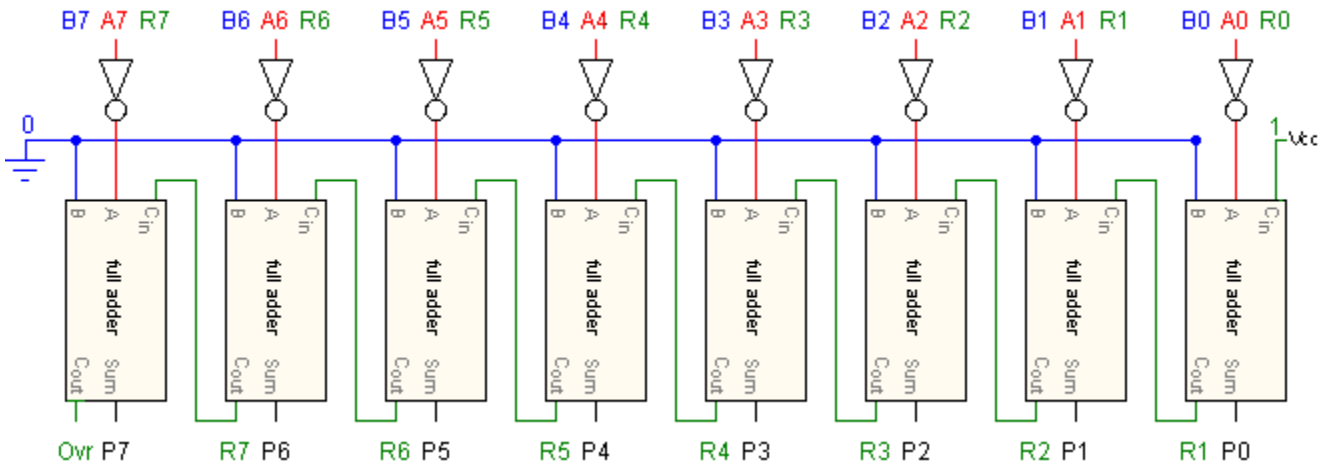 B7 A7 R7 B6 A6 R6 B5 A5 R5 B4 A4 R4 B3 A3 R3 B2 A2 R2 B1 A1 R1 B0 A0 R0
0 1
Vcc
B A Cin B A Cin B A Cin B A Cin B A Cin B A Cin B A Cin B A Cin
full adder full adder full adder full adder full adder full adder full adder full adder
Cout Sum Cout Sum Cout Sum Cout Sum Cout Sum Cout Sum Cout Sum Cout Sum
Ovr P7 R7 P6 R6 P5 R5 P4 R4 P3 R3 P2 R2 P1 R1 P0